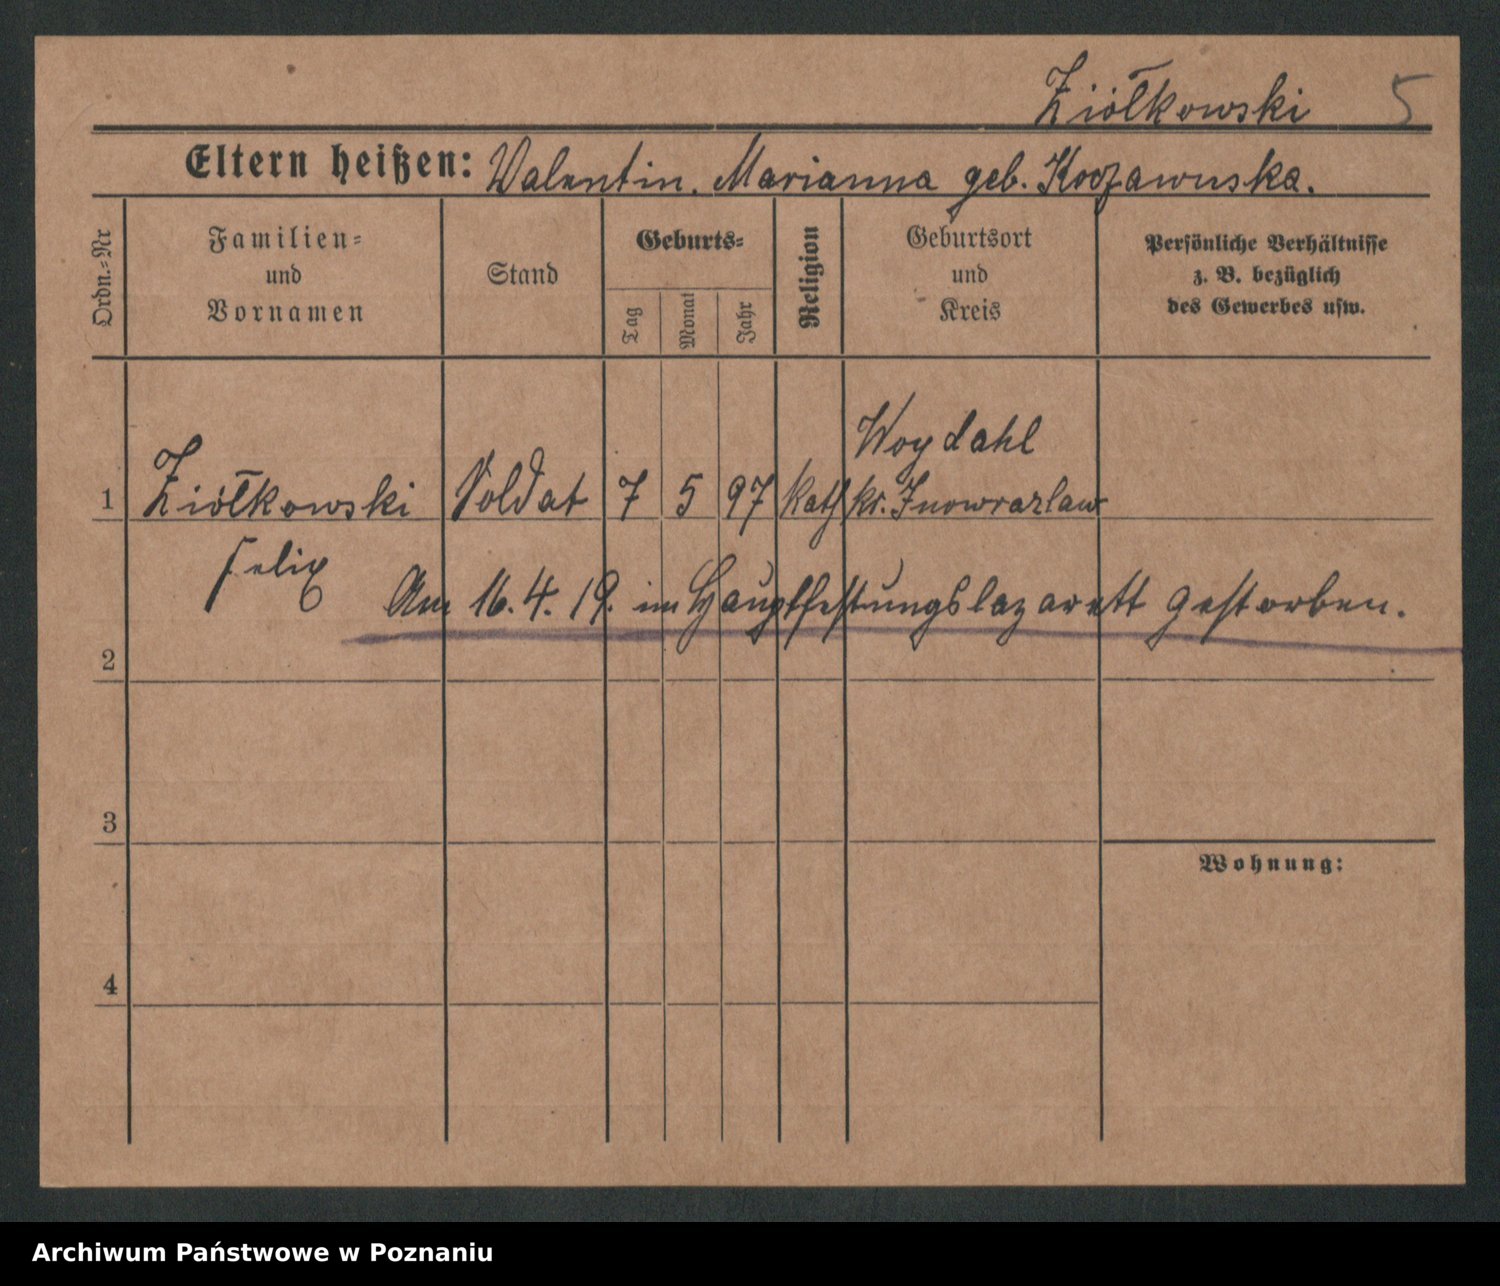 Ziółkowski 5
Eltern heißen: Valentin, Marianna geb.
Ordn.-Nr
Familien-
und
Vornamen
Stand
Geburts-
Tag
Monat
Jahr
Religion
Geburtsort
und
Kreis
Persönliche Verhältnisse
z. B. bezüglich
des Gewerbes usw.
Woydahl
1 Ziółkowski Soldat 7 5 97 kath kr. Inowrazlaw
Felix
Am 16.4.19. im Hauptfestungslazarett gestorben.
2
3
Wohnung:
4
Archiwum Państwowe w Poznaniu